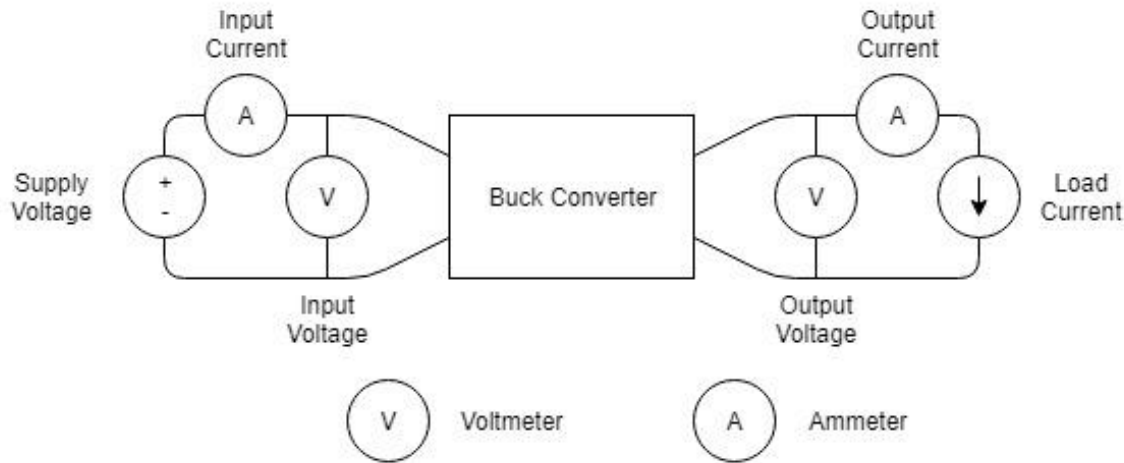 Input
Current
Output
Current
A
A
Supply
Voltage
+
-
V
Buck Converter
V
Load
Current
Input
Voltage
Output
Voltage
V
Voltmeter
A
Ammeter